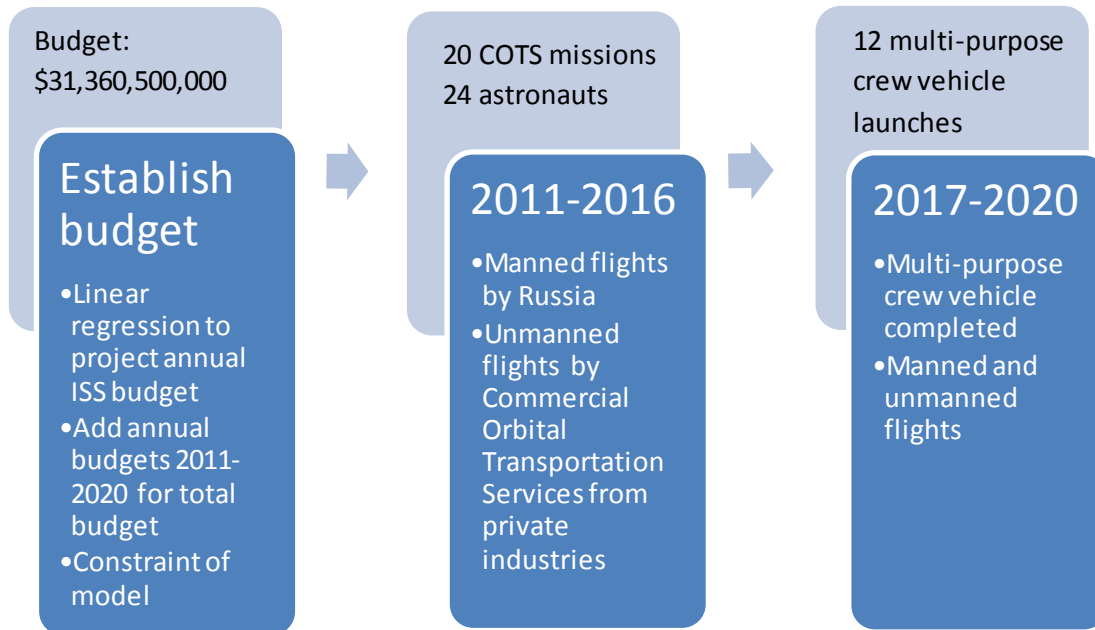 Budget:
$31,360,500,000
Establish
budget
•Linear
regression to
project annual
ISS budget
•Add annual
budgets 2011-
2020 for total
budget
•Constraint of
model
20 COTS missions
24 astronauts
2011-2016
•Manned flights
by Russia
•Unmanned
flights by
Commercial
Orbital
Transportation
Services from
private
industries
12 multi-purpose
crew vehicle
launches
2017-2020
•Multi-purpose
crew vehicle
completed
•Manned and
unmanned
flights